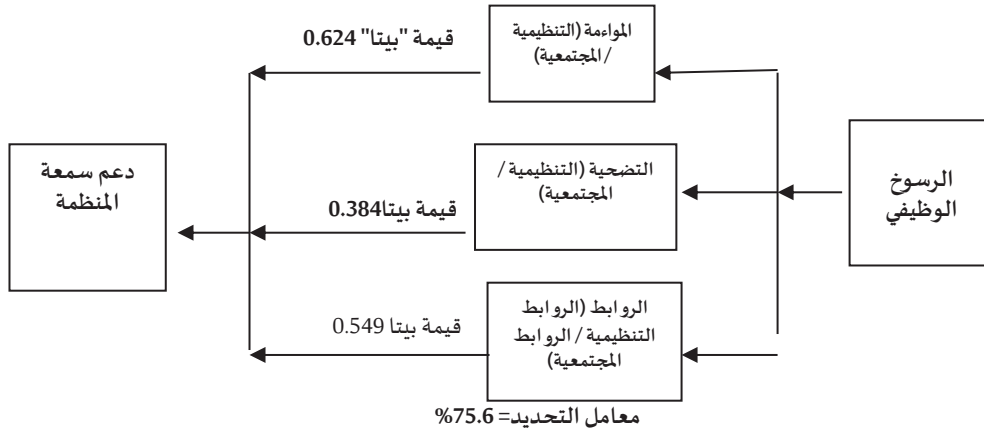 الرسوخ
الوظيفي
المواءمة (التنظيمية
/المجتمعية)
التضحية (التنظيمية/
المجتمعية)
الروابط (الروابط
التنظيمية/ الروابط
المجتمعية)
قيمة "بيتا" 0.624
قيمة بيتا0.384
قيمة بيتا 0.549
دعم سمعة
المنظمة
معامل التحديد= 75.6%